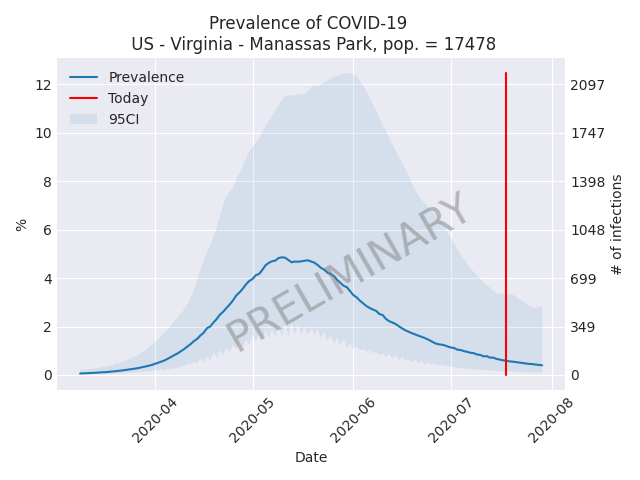 Prevalence of COVID-19
US - Virginia - Manassas Park, pop. = 17478
Prevalence
Today
95CI
12
10
8
6
4
2
0
%
2097
1747
1398
1048
699
349
0
# of infections
PRELIMINARY
2020-04
2020-05
2020-06
2020-07
2020-08
Date